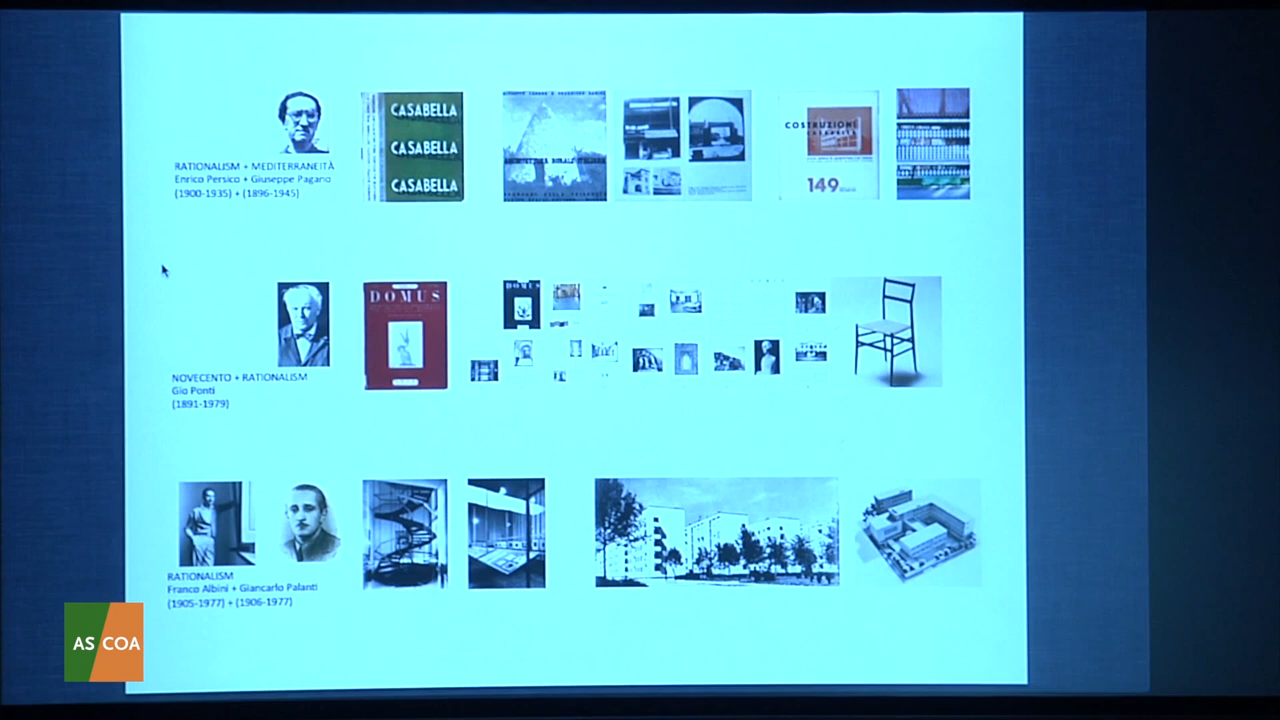 CASABELLA
CASABELLA
CASABELLA
COSTRUZIONI
149
RATIONALISM + MEDITERRANEITÀ
Enrico Persico + Giuseppe Pagano
(1900-1935) + (1896-1945)
DOMUS
DOMUS
NOVECENTO + RATIONALISM
Gio Ponti
(1891-1979)
RATIONALISM
Franco Albini + Giancarlo Palanti
(1905-1977) + (1906-1977)
AS COA